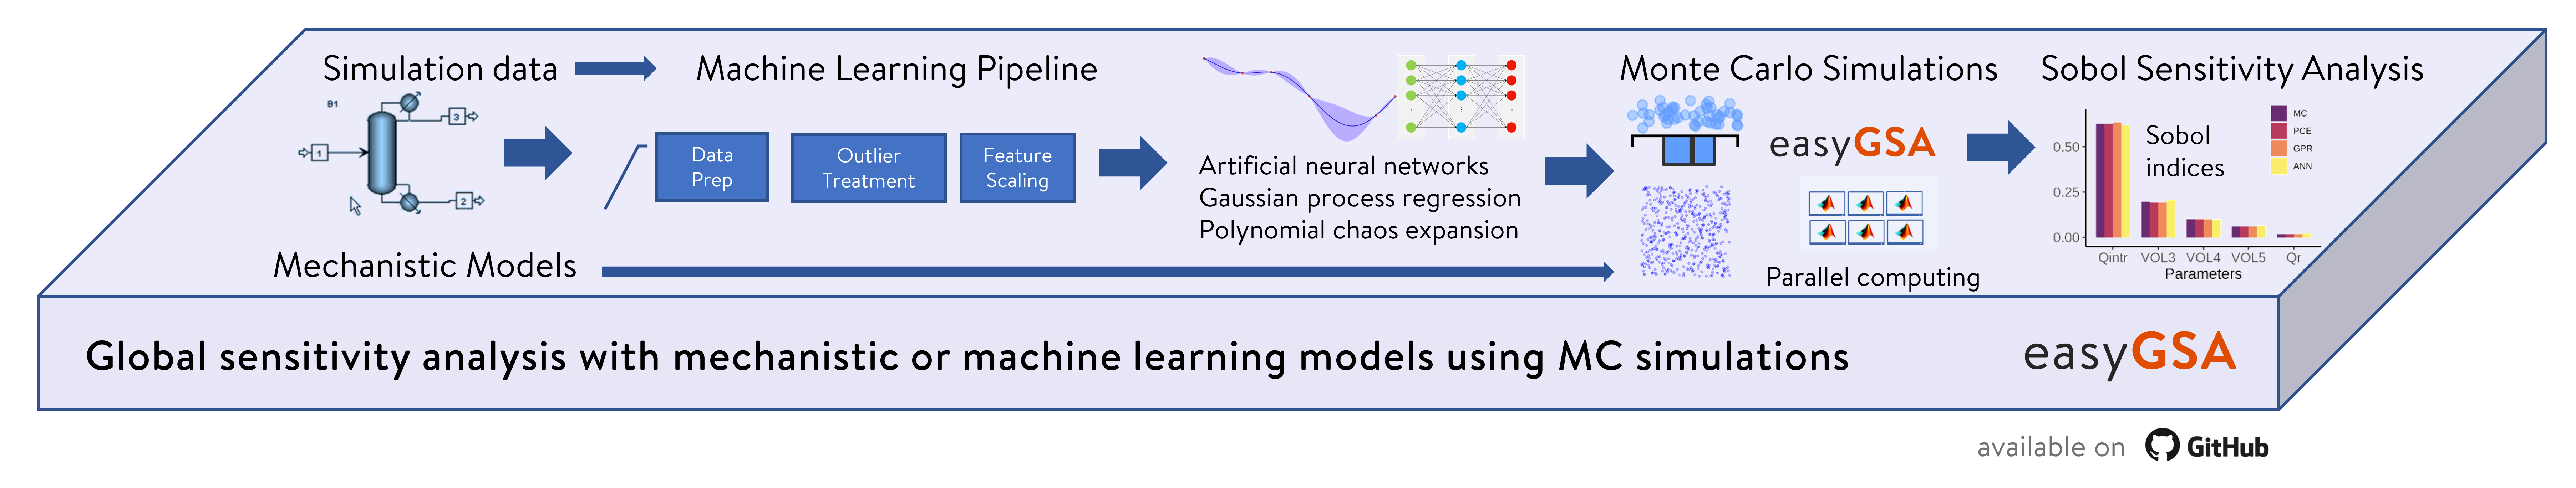 Simulation data
Machine Learning Pipeline
B1
1
3
2
Data
Prep
Outlier
Treatment
Feature
Scaling
Mechanistic Models
Artificial neural networks
Gaussian process regression
Polynomial chaos expansion
Monte Carlo Simulations
easyGSA
Parallel computing
Sobol Sensitivity Analysis
Sobol
indices
MC
PCE
GPR
ANN
0.50
0.25
0.00
Qintr VOL3 VOL4 VOL5 Qr
Parameters
Global sensitivity analysis with mechanistic or machine learning models using MC simulations
easyGSA
available on GitHub